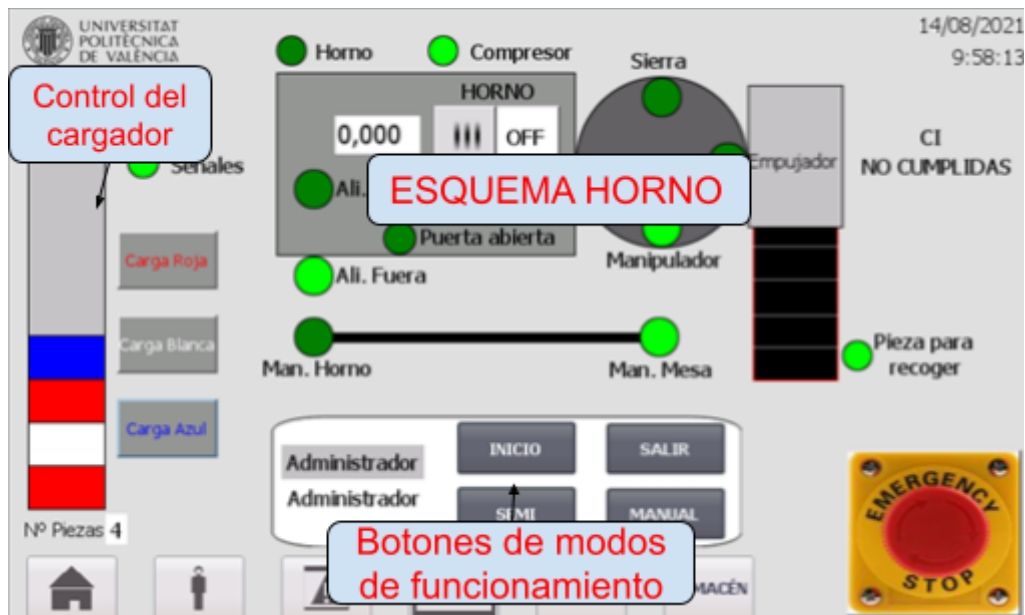 UNIVERSITAT
POLITÈCNICA
DE VALÈNCIA
14/08/2021
9:58:13
Horno
Compresor
Sierra
Control del
cargador
Señales
HORNO
0,000
OFF
Empujador
CI
NO CUMPLIDAS
Ali.
ESQUEMA HORNO
Puerta abierta
Manipulador
Ali. Fuera
Carga Roja
Carga Blanca
Carga Azul
Man. Horno
Man. Mesa
Pieza para
recoger
Administrador
Administrador
INICIO
SALIR
SEMI
MANUAL
Botones de modos
de funcionamiento
Nº Piezas 4
EMERGENCY
STOP